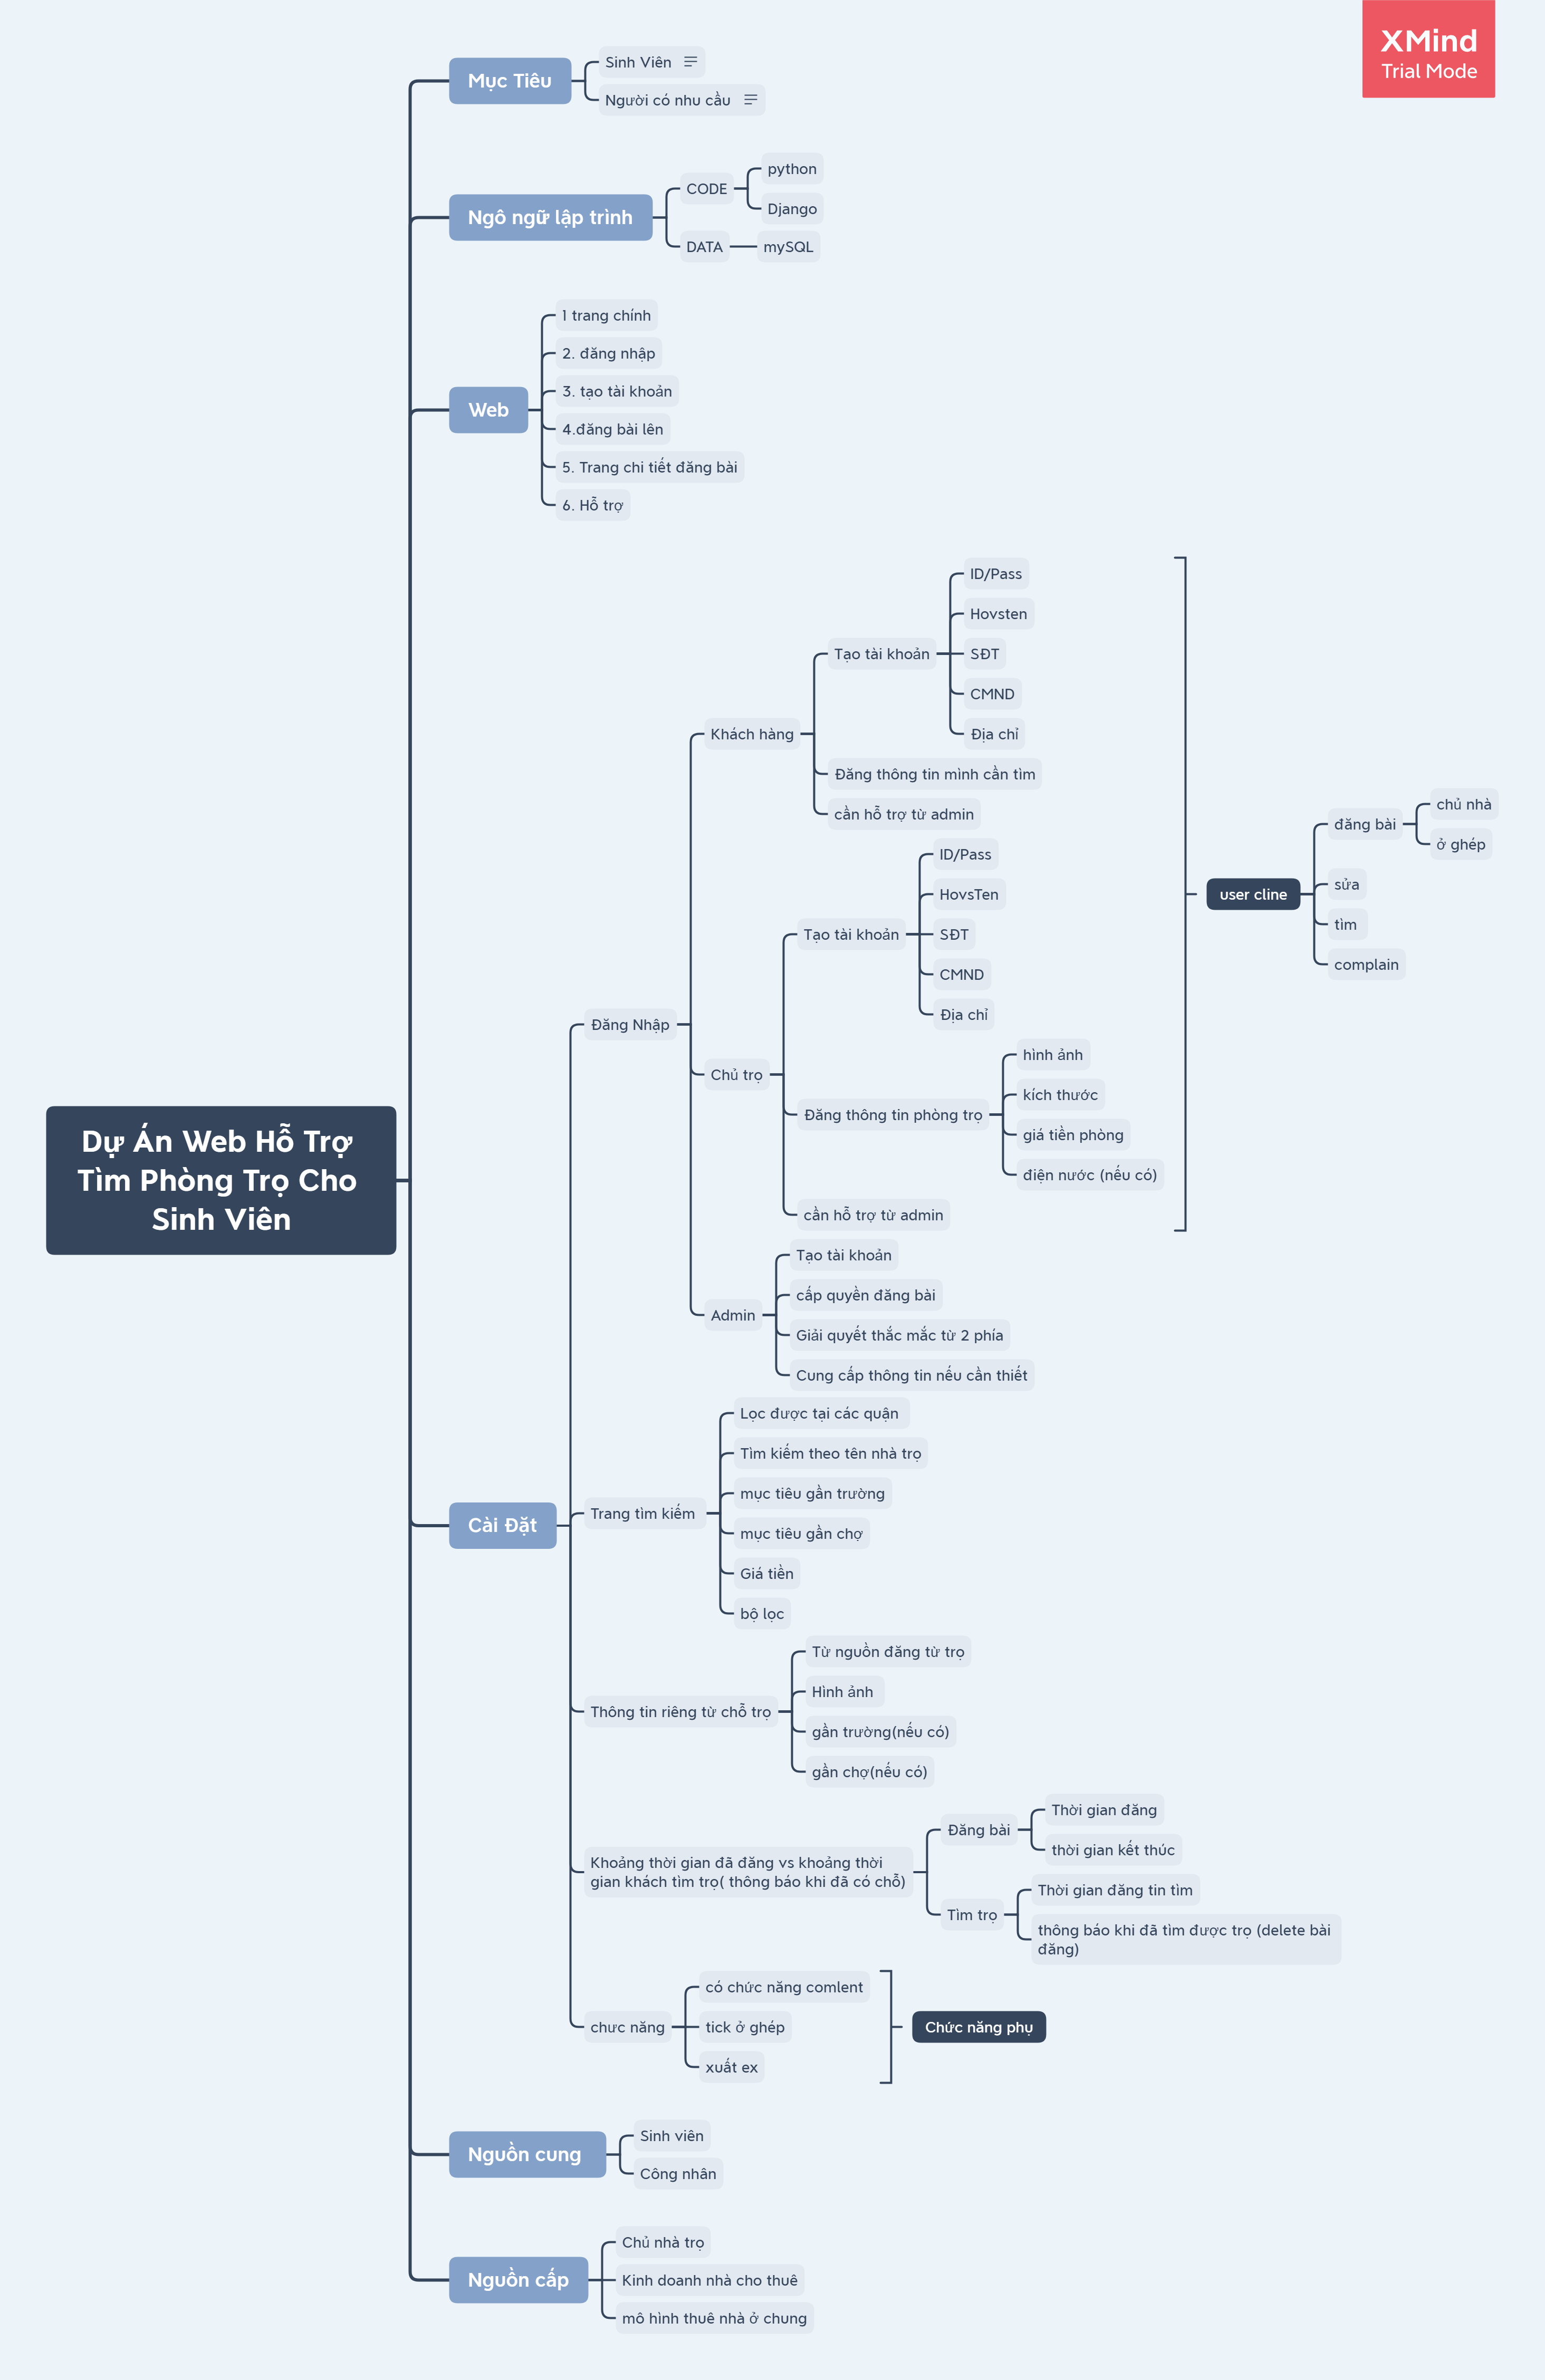 XMind
Trial Mode
Dự Án Web Hỗ Trợ
Tìm Phòng Trọ Cho
Sinh Viên
Mục Tiêu
Sinh Viên
Người có nhu cầu
Ngô ngữ lập trình
CODE
python
Django
DATA
mySQL
Web
1 trang chính
2. đăng nhập
3. tạo tài khoản
4.đăng bài lên
5. Trang chi tiết đăng bài
6. Hỗ trợ
Cài Đặt
Đăng Nhập
Khách hàng
Tạo tài khoản
ID/Pass
Hovsten
SĐT
CMND
Địa chỉ
Đăng thông tin mình cần tìm
cần hỗ trợ từ admin
Chủ trọ
Tạo tài khoản
ID/Pass
HovsTen
SĐT
CMND
Địa chỉ
Đăng thông tin phòng trọ
hình ảnh
kích thước
giá tiền phòng
điện nước (nếu có)
cần hỗ trợ từ admin
user cline
đăng bài
chủ nhà
ở ghép
sửa
tìm
complain
Admin
Tạo tài khoản
cấp quyền đăng bài
Giải quyết thắc mắc từ 2 phía
Cung cấp thông tin nếu cần thiết
Trang tìm kiếm
Lọc được tại các quận
Tìm kiếm theo tên nhà trọ
mục tiêu gần trường
mục tiêu gần chợ
Giá tiền
bộ lọc
Thông tin riêng từ chỗ trọ
Từ nguồn đăng từ trọ
Hình ảnh
gần trường(nếu có)
gần chợ(nếu có)
Khoảng thời gian đã đăng vs khoảng thời
gian khách tìm trọ( thông báo khi đã có chỗ)
Đăng bài
Thời gian đăng
thời gian kết thúc
Tìm trọ
Thời gian đăng tin tìm
thông báo khi đã tìm được trọ (delete bài
đăng)
chưc năng
có chức năng comlent
tick ở ghép
xuất ex
Chức năng phụ
Nguồn cung
Sinh viên
Công nhân
Nguồn cấp
Chủ nhà trọ
Kinh doanh nhà cho thuê
mô hình thuê nhà ở chung